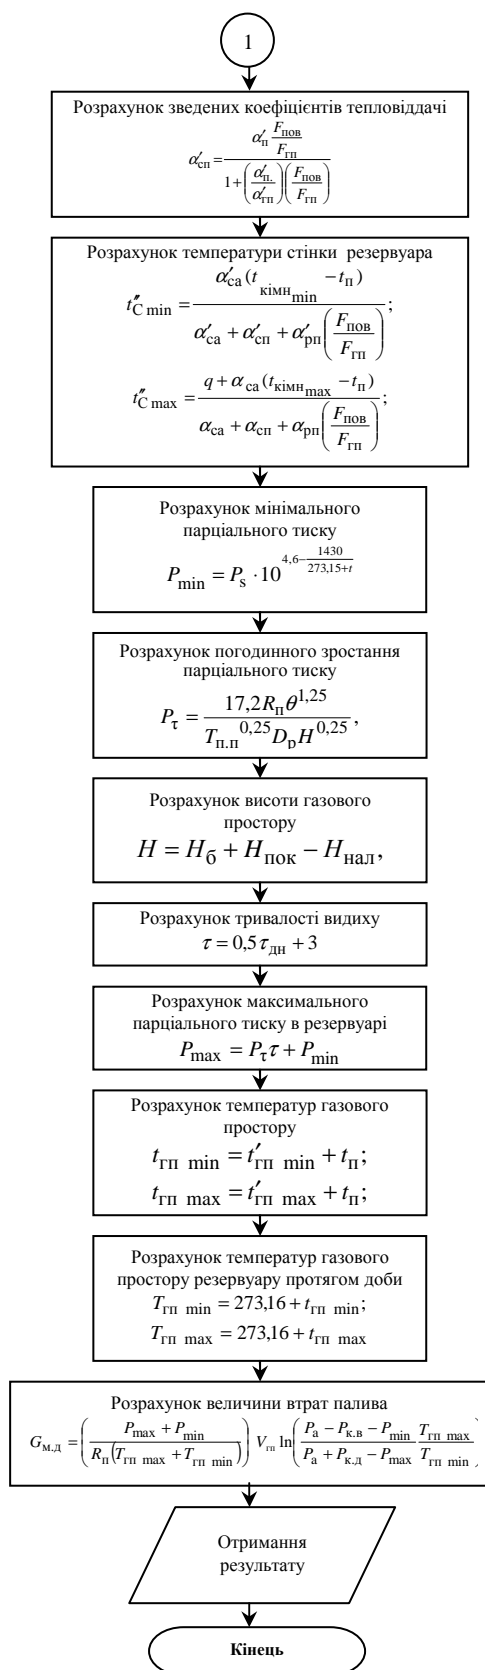 1
Розрахунок зведених коефіцієнтів тепловіддачі
α′сп = (α′п Fпов/Fгп) / (1 + (α′п./α′гп)(Fпов/Fгп))
Розрахунок температури стінки резервуара
t″C min = α′са(tкімн min − tп) / (α′са + α′сп + α′рп(Fпов/Fгп));
t″C max = (q + αса(tкімн max − tп)) / (αса + αсп + αрп(Fпов/Fгп));
Розрахунок мінімального
парціального тиску
Pmin = Ps · 10^(4,6 − 1430/(273,15+t))
Розрахунок погодинного зростання
парціального тиску
Pτ = 17,2Rпθ^1,25 / (Tп.п^0,25 Dр H^0,25),
Розрахунок висоти газового
простору
H = Hб + Hпок − Hнал,
Розрахунок тривалості видиху
τ = 0,5τдн + 3
Розрахунок максимального
парціального тиску в резервуарі
Pmax = Pττ + Pmin
Розрахунок температур газового
простору
tгп min = t′гп min + tп;
tгп max = t′гп max + tп;
Розрахунок температур газового
простору резервуару протягом доби
Tгп min = 273,16 + tгп min;
Tгп max = 273,16 + tгп max
Розрахунок величини втрат палива
Gм.д = ((Pmax + Pmin) / (Rп(Tгп max + Tгп min))) Vгп ln((Pа − Pк.в − Pmin)/(Pа + Pк.д − Pmax) Tгп max/Tгп min)
Отримання
результату
Кінець